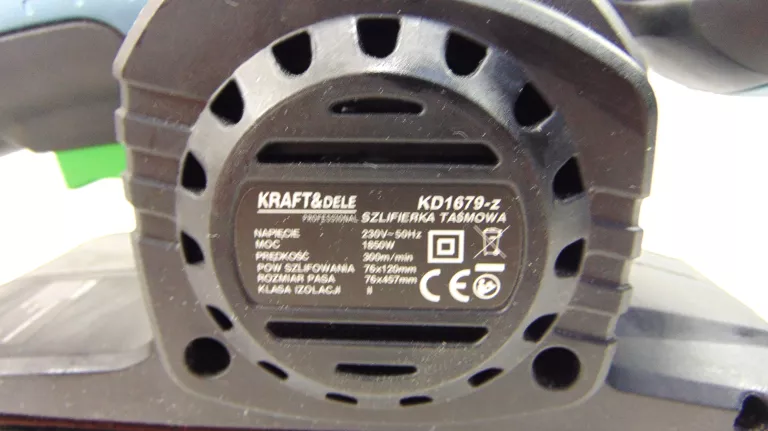 KRAFT&DELE KD1679-z
PROFESSIONAL SZLIFIERKA TAŚMOWA
NAPIĘCIE 230V~50Hz
MOC 1850W
PRĘDKOŚĆ 300m/min
POW SZLIFOWANIA 76x120mm
ROZMIAR PASA 76x457mm
KLASA IZOLACJI II
CE